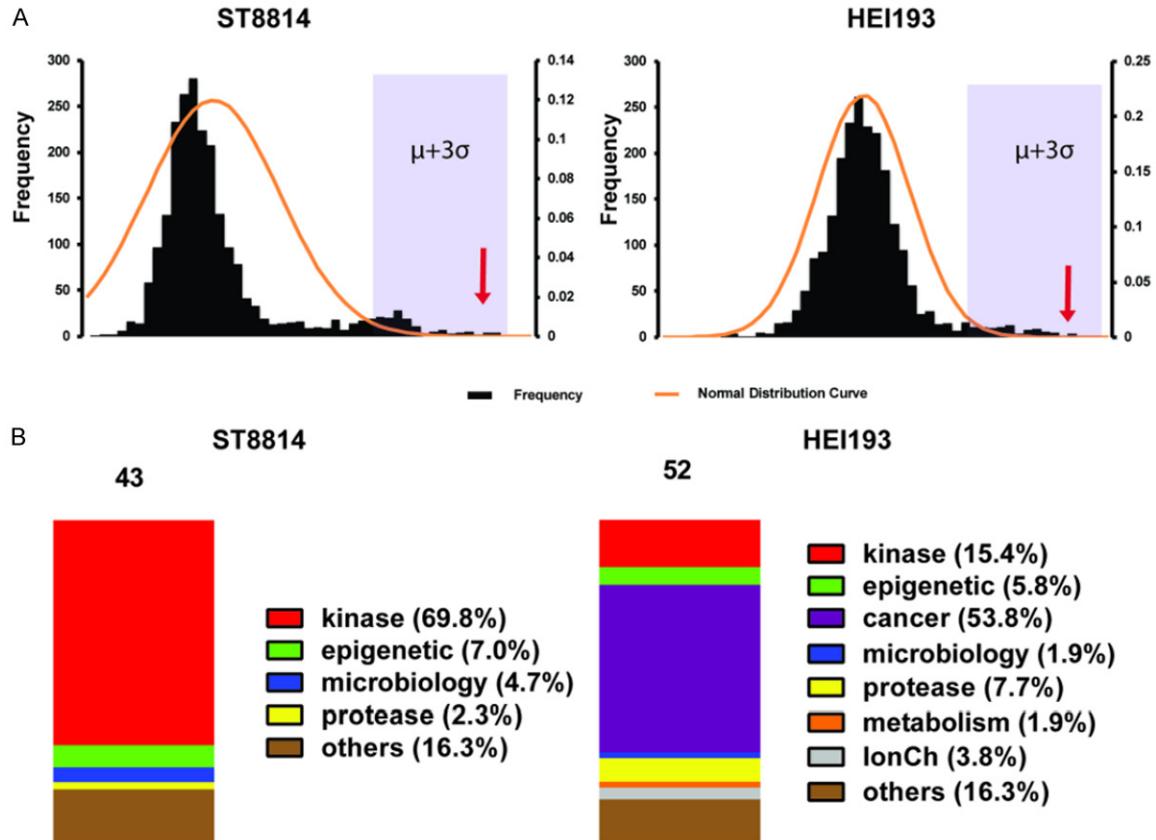 A
ST8814
HEI193
300
250
200
150
100
50
0
Frequency
0.14
0.12
0.1
0.08
0.06
0.04
0.02
0
μ+3σ
300
250
200
150
100
50
0
Frequency
0.25
0.2
0.15
0.1
0.05
0
μ+3σ
Frequency
Normal Distribution Curve
B
ST8814
HEI193
43
52
kinase (69.8%)
epigenetic (7.0%)
microbiology (4.7%)
protease (2.3%)
others (16.3%)
kinase (15.4%)
epigenetic (5.8%)
cancer (53.8%)
microbiology (1.9%)
protease (7.7%)
metabolism (1.9%)
IonCh (3.8%)
others (16.3%)